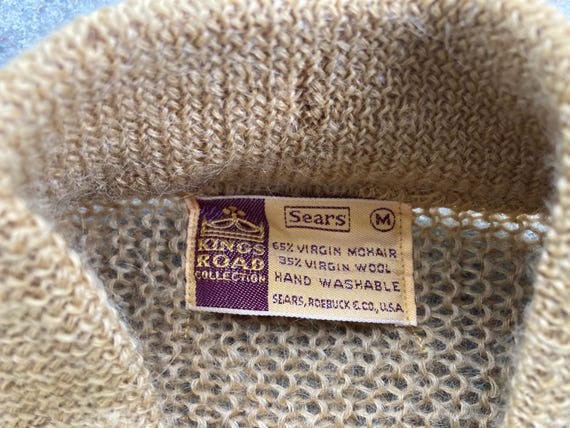 KINGS
ROAD
COLLECTION
Sears M
65% VIRGIN MOHAIR
35% VIRGIN WOOL
HAND WASHABLE
SEARS, ROEBUCK & CO., U.S.A.